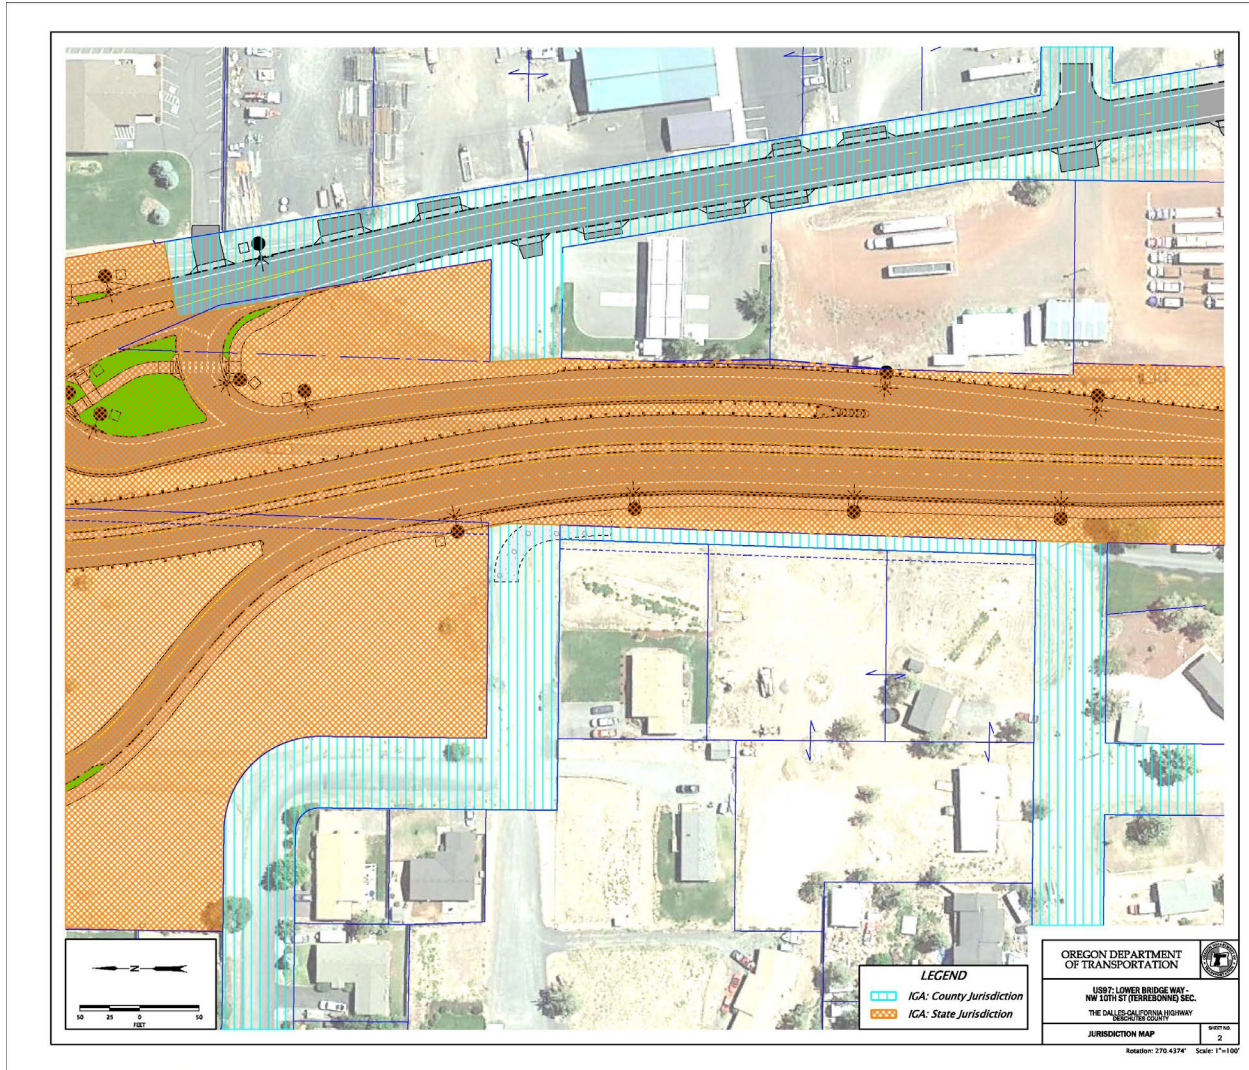 N
50 25 0 50
FEET
LEGEND
IGA: County Jurisdiction
IGA: State Jurisdiction
OREGON DEPARTMENT
OF TRANSPORTATION
US97: LOWER BRIDGE WAY -
NW 10TH ST (TERREBONNE) SEC.
THE DALLES-CALIFORNIA HIGHWAY
DESCHUTES COUNTY
JURISDICTION MAP
SHEET NO.
2
Rotation: 270.4374° Scale: 1"=100'